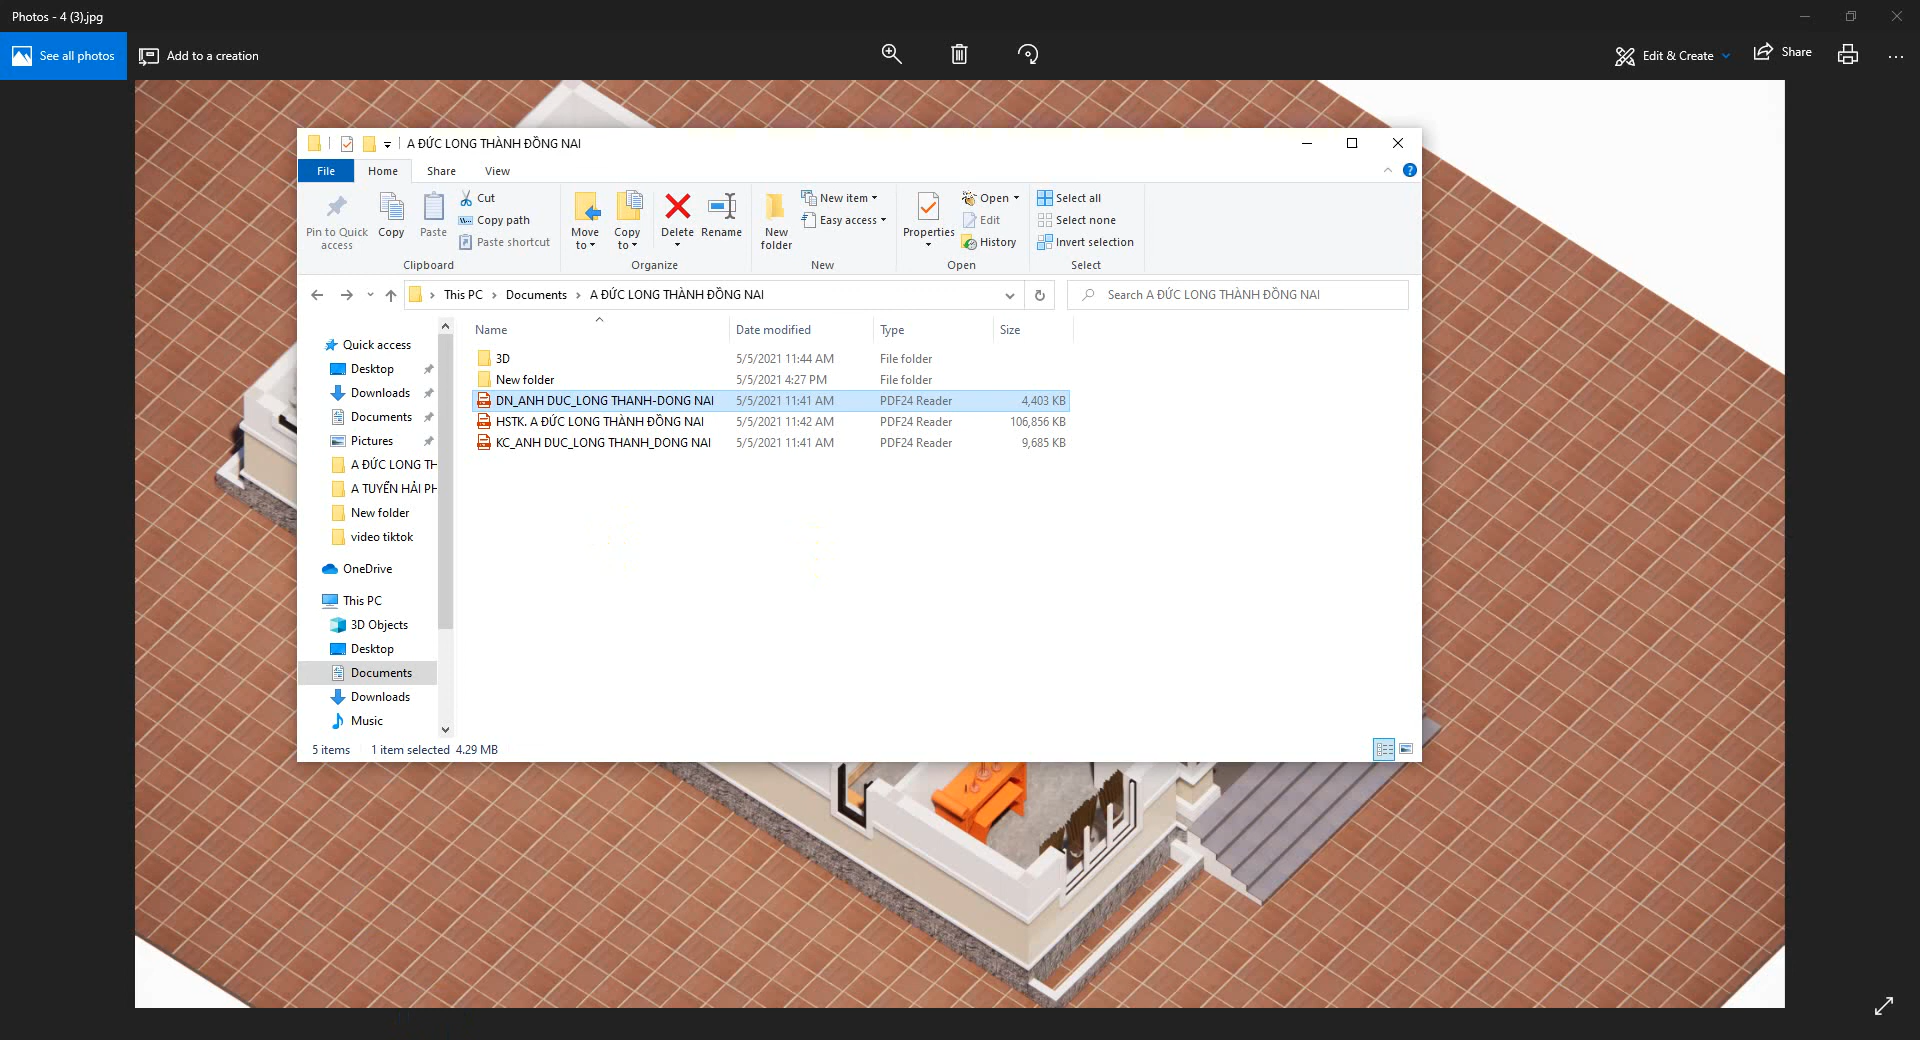 Photos - 4 (3).jpg
See all photos
Add to a creation
Edit & Create
Share
A ĐỨC LONG THÀNH ĐỒNG NAI
File
Home
Share
View
Pin to Quick access
Copy
Paste
Cut
Copy path
Paste shortcut
Clipboard
Move to
Copy to
Delete
Rename
Organize
New folder
New item
Easy access
New
Properties
Open
Edit
History
Open
Select all
Select none
Invert selection
Select
This PC > Documents > A ĐỨC LONG THÀNH ĐỒNG NAI
Search A ĐỨC LONG THÀNH ĐỒNG NAI
Name Date modified Type Size
3D 5/5/2021 11:44 AM File folder
New folder 5/5/2021 4:27 PM File folder
DN_ANH DUC_LONG THANH-DONG NAI 5/5/2021 11:41 AM PDF24 Reader 4,403 KB
HSTK. A ĐỨC LONG THÀNH ĐỒNG NAI 5/5/2021 11:42 AM PDF24 Reader 106,856 KB
KC_ANH DUC_LONG THANH_DONG NAI 5/5/2021 11:41 AM PDF24 Reader 9,685 KB
Quick access
Desktop
Downloads
Documents
Pictures
A ĐỨC LONG TH
A TUYỂN HẢI PH
New folder
video tiktok
OneDrive
This PC
3D Objects
Desktop
Documents
Downloads
Music
5 items 1 item selected 4.29 MB